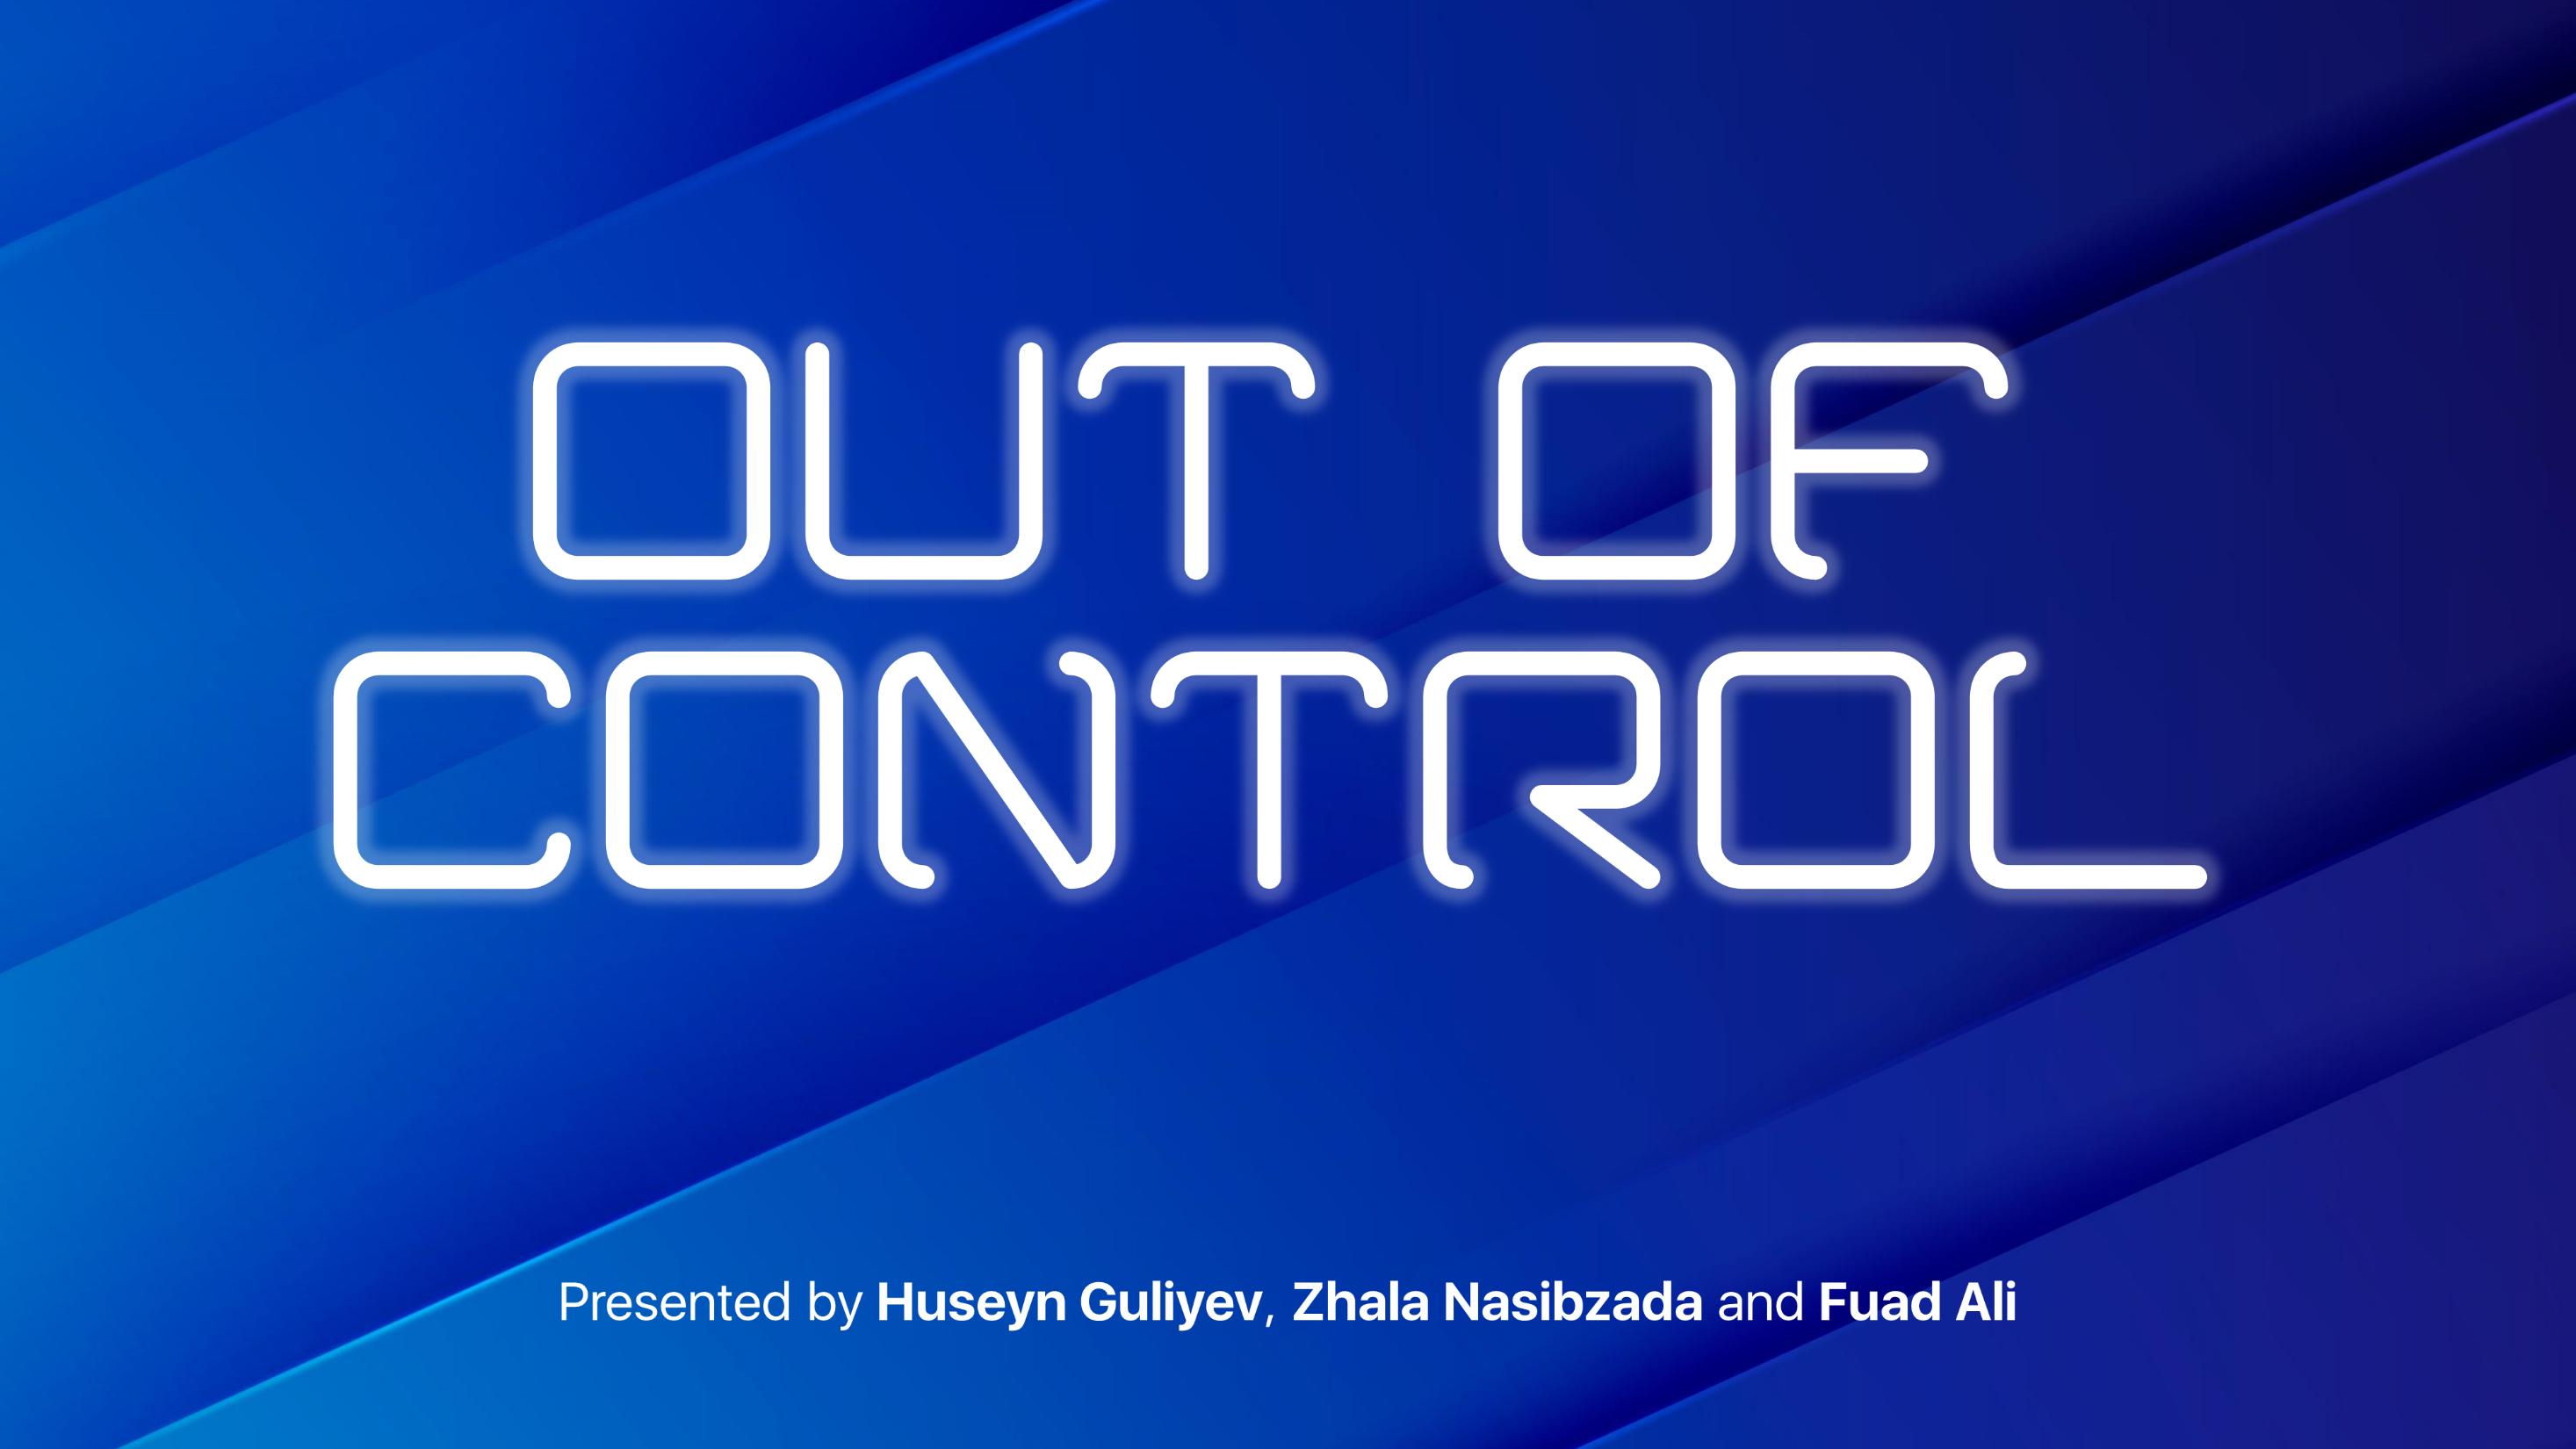 OUT OF
CONTROL
Presented by Huseyn Guliyev, Zhala Nasibzada and Fuad Ali